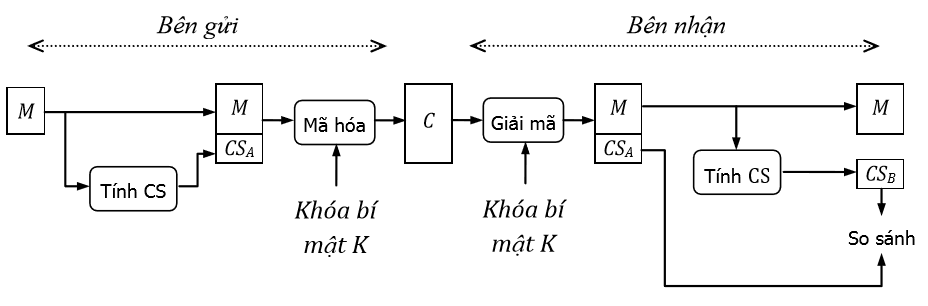 Bên gửi
Bên nhận
M
M
CS_A
Tính CS
Mã hóa
Khóa bí
mật K
C
Giải mã
Khóa bí
mật K
M
CS_A
Tính CS
M
CS_B
So sánh